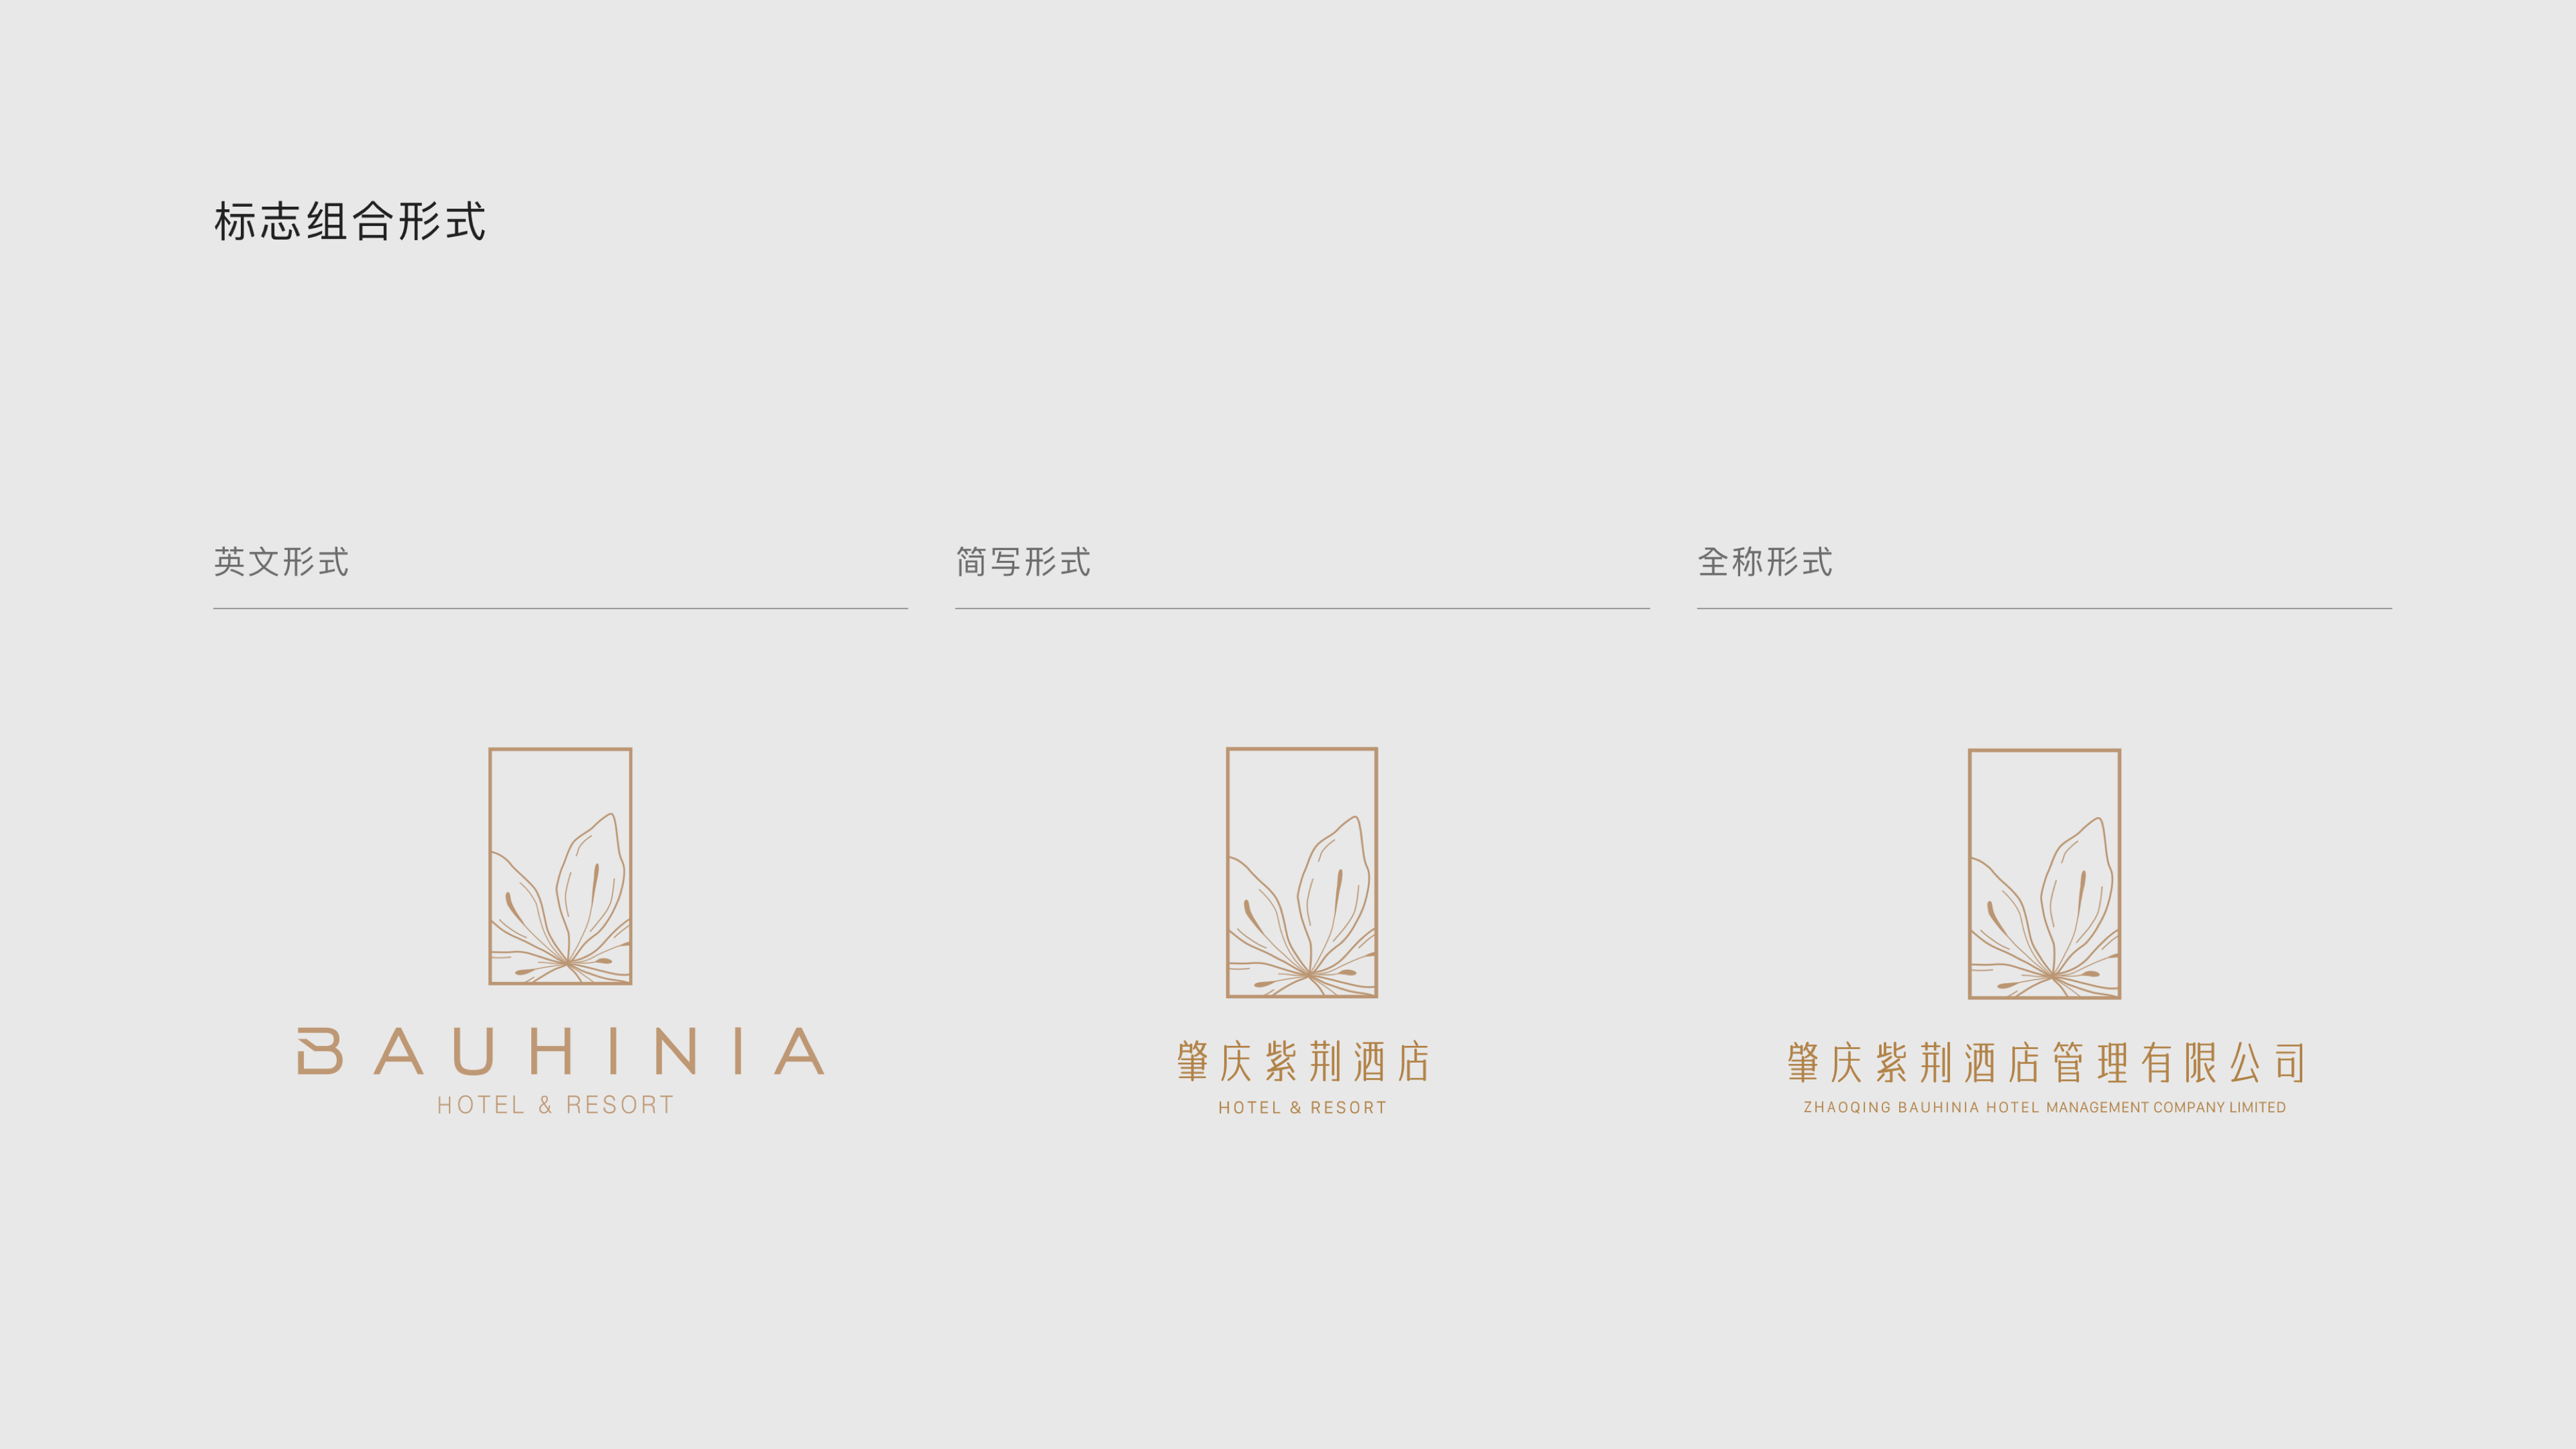 标志组合形式
英文形式
简写形式
全称形式
BAUHINIA
HOTEL & RESORT
肇庆紫荆酒店
HOTEL & RESORT
肇庆紫荆酒店管理有限公司
ZHAOQING BAUHINIA HOTEL MANAGEMENT COMPANY LIMITED